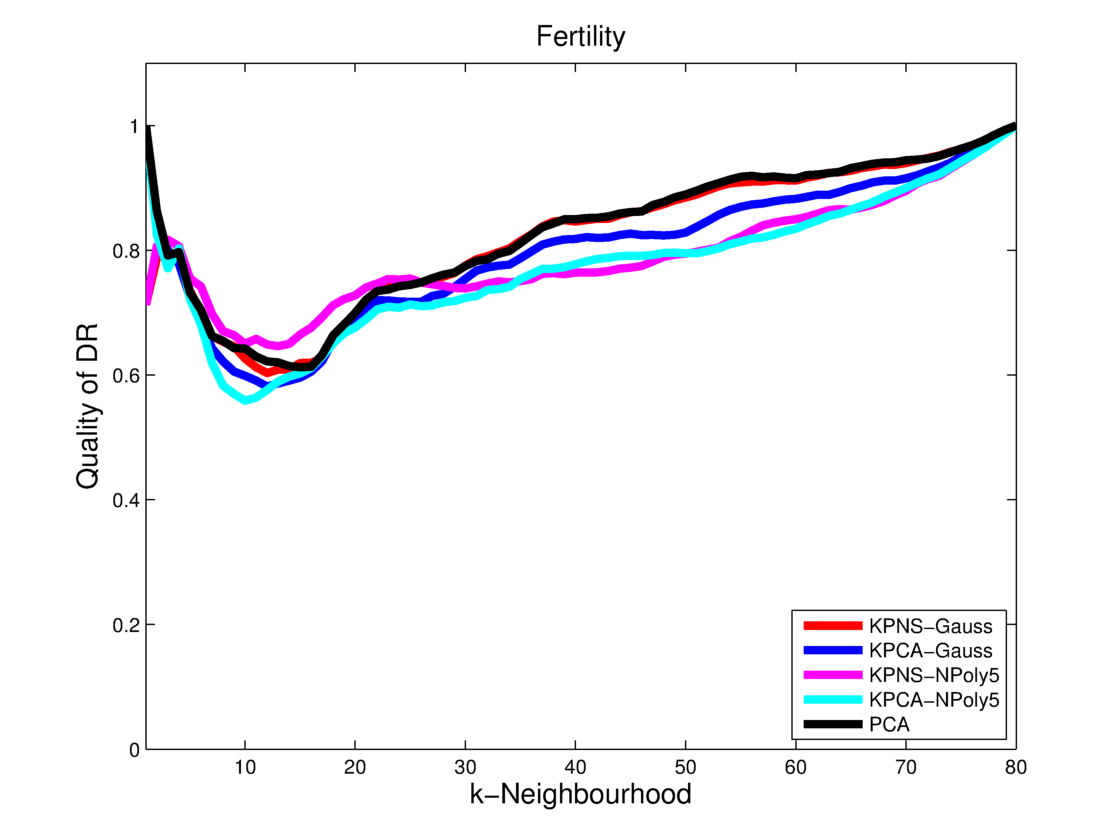 Fertility
Quality of DR
1
0.8
0.6
0.4
0.2
0
10 20 30 40 50 60 70 80
k−Neighbourhood
KPNS−Gauss
KPCA−Gauss
KPNS−NPoly5
KPCA−NPoly5
PCA